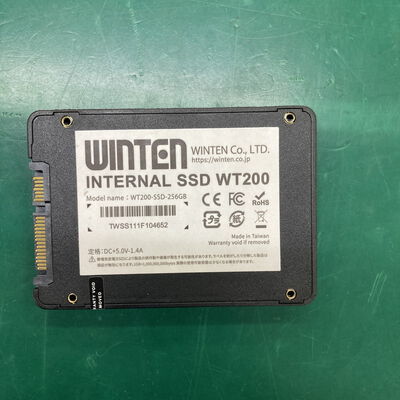 WINTEN WINTEN Co., LTD.
https://winten.co.jp
INTERNAL SSD WT200
Model name : WT200-SSD-256GB
TWSS111F104652
RoHS
Made in Taiwan
Warranty void if removed
定格:DC+5.0V-1.4A